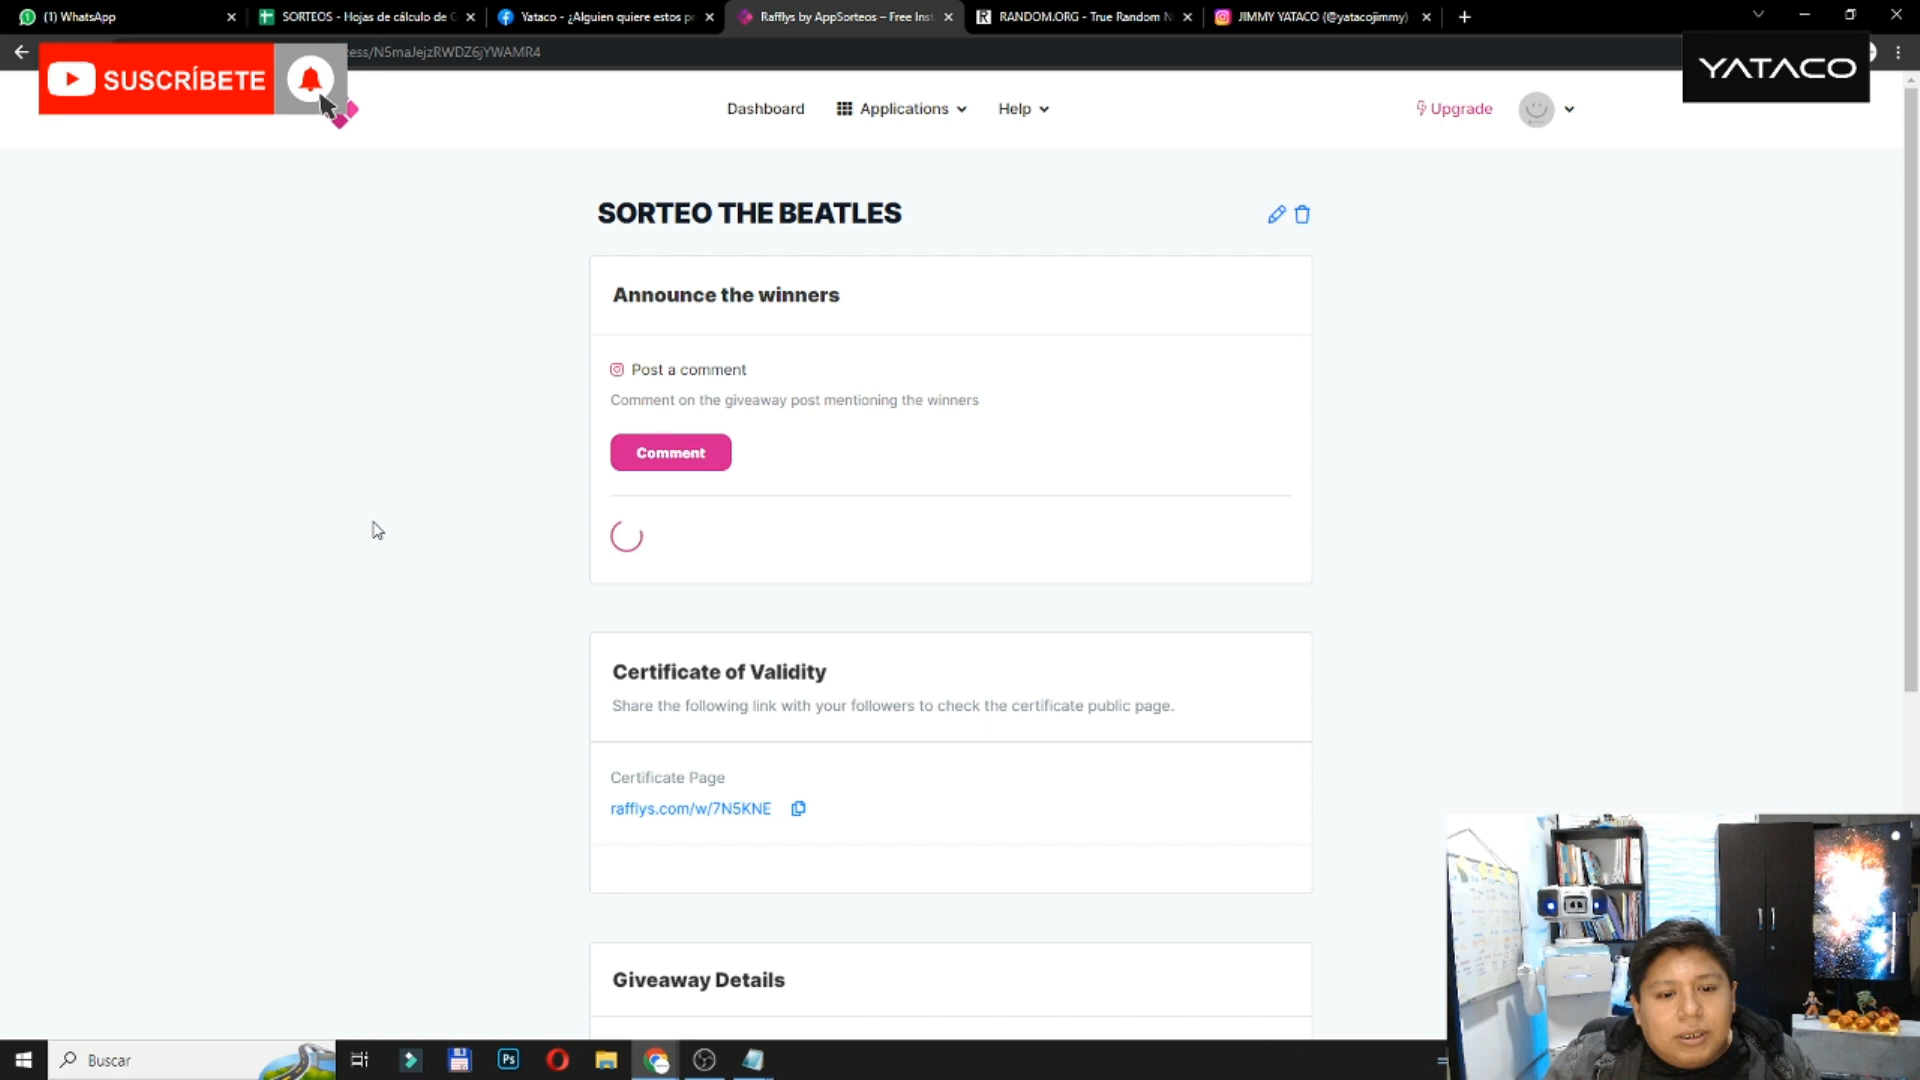 (1) WhatsApp
SORTEOS - Hojas de cálculo de
Yataco - ¿Alguien quiere estos
Rafflys by AppSorteos – Free Inst
RANDOM.ORG - True Random N
JIMMY YATACO (@yatacojimmy)
ess/N5maJejzRWDZ6jYWAMR4
SUSCRÍBETE
YATACO
Dashboard
Applications
Help
Upgrade
SORTEO THE BEATLES
Announce the winners
Post a comment
Comment on the giveaway post mentioning the winners
Comment
Certificate of Validity
Share the following link with your followers to check the certificate public page.
Certificate Page
rafflys.com/w/7N5KNE
Giveaway Details
Buscar
Ps